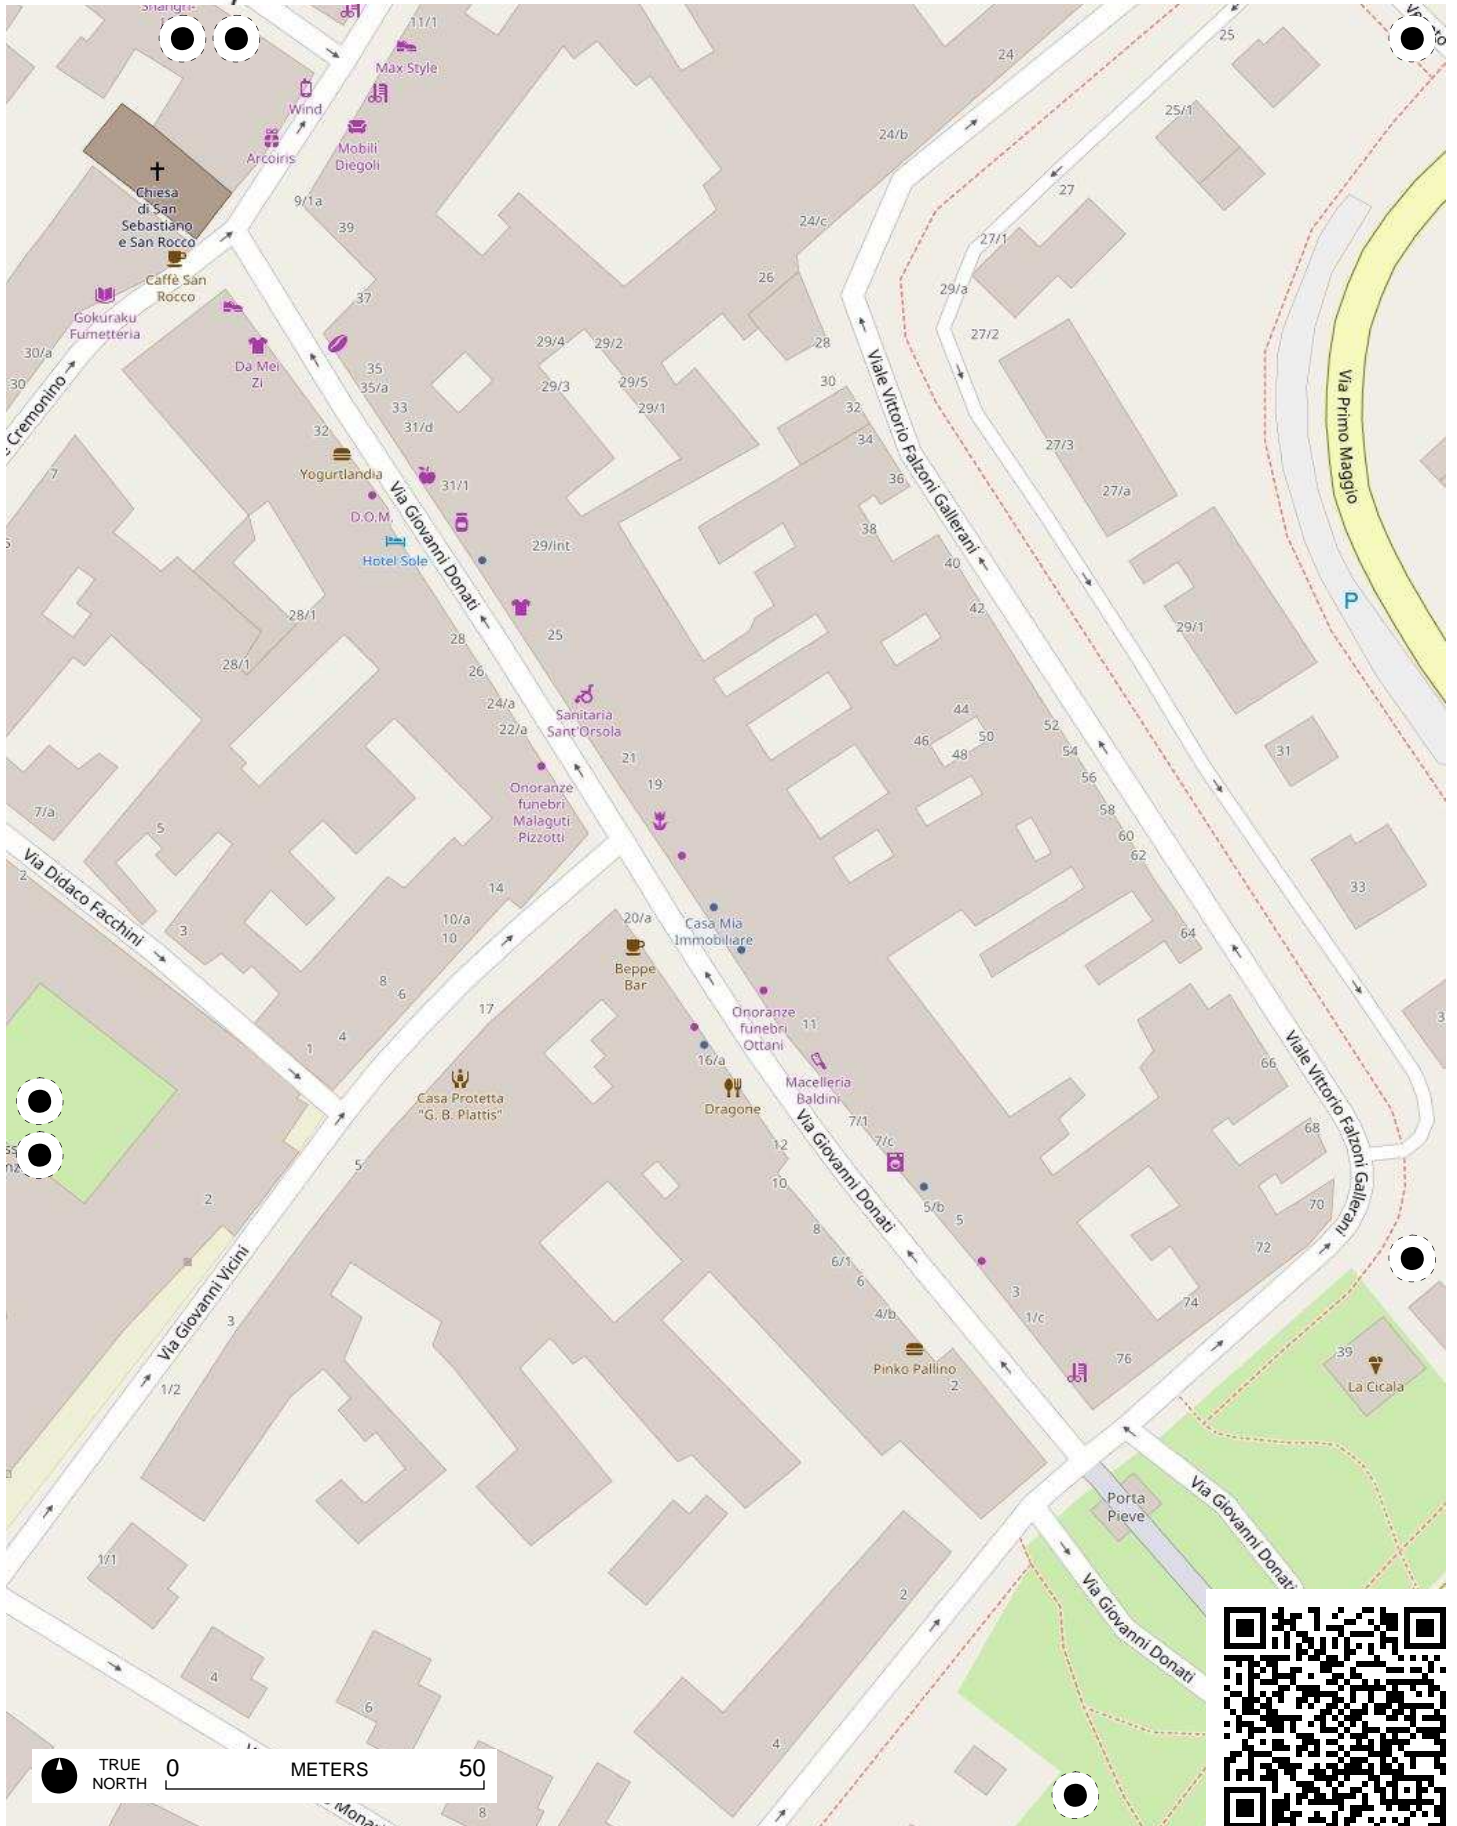 11/1
Max Style
24
25
Wind
25/1
24/b
Arcoiris
Mobili
Diegoli
27
Chiesa
di San
Sebastiano
e San Rocco
9/1a
39
24/c
27/1
Caffè San
Rocco
37
26
29/a
Gokuraku
Fumetteria
30/a
30
Da Mei
Zi
35
35/a
33
31/d
29/4
29/2
29/3
29/5
29/1
28
30
32
34
36
27/2
Viale Vittorio Falzoni Gallerani
Via Primo Maggio
Cremonino
32
7
Yogurtlandia
31/1
D.O.M.
Via Giovanni Donati
Hotel Sole
29/int
38
40
42
27/3
27/a
28/1
28/1
28
25
26
24/a
22/a
Sanitaria
Sant'Orsola
29/1
P
44
46
50
48
52
54
56
58
60
62
31
21
19
Onoranze
funebri
Malaguti
Pizzotti
7/a
5
Via Didaco Facchini
2
3
14
10/a
10
20/a
Casa Mia
Immobiliare
33
64
Beppe
Bar
8
6
17
Onoranze
funebri
Ottani
11
4
1
16/a
Macelleria
Baldini
66
Viale Vittorio Falzoni Gallerani
Casa Protetta
"G. B. Plattis"
Dragone
7/1
7/c
68
12
Via Giovanni Donati
5
10
2
5/b
5
70
8
72
6/1
6
3
4/b
1/c
74
Via Giovanni Vicini
3
Pinko Pallino
2
76
39
La Cicala
1/2
Porta
Pieve
Via Giovanni Donati
1/1
2
Via Giovanni Donati
4
6
4
TRUE
NORTH
0
METERS
50
8